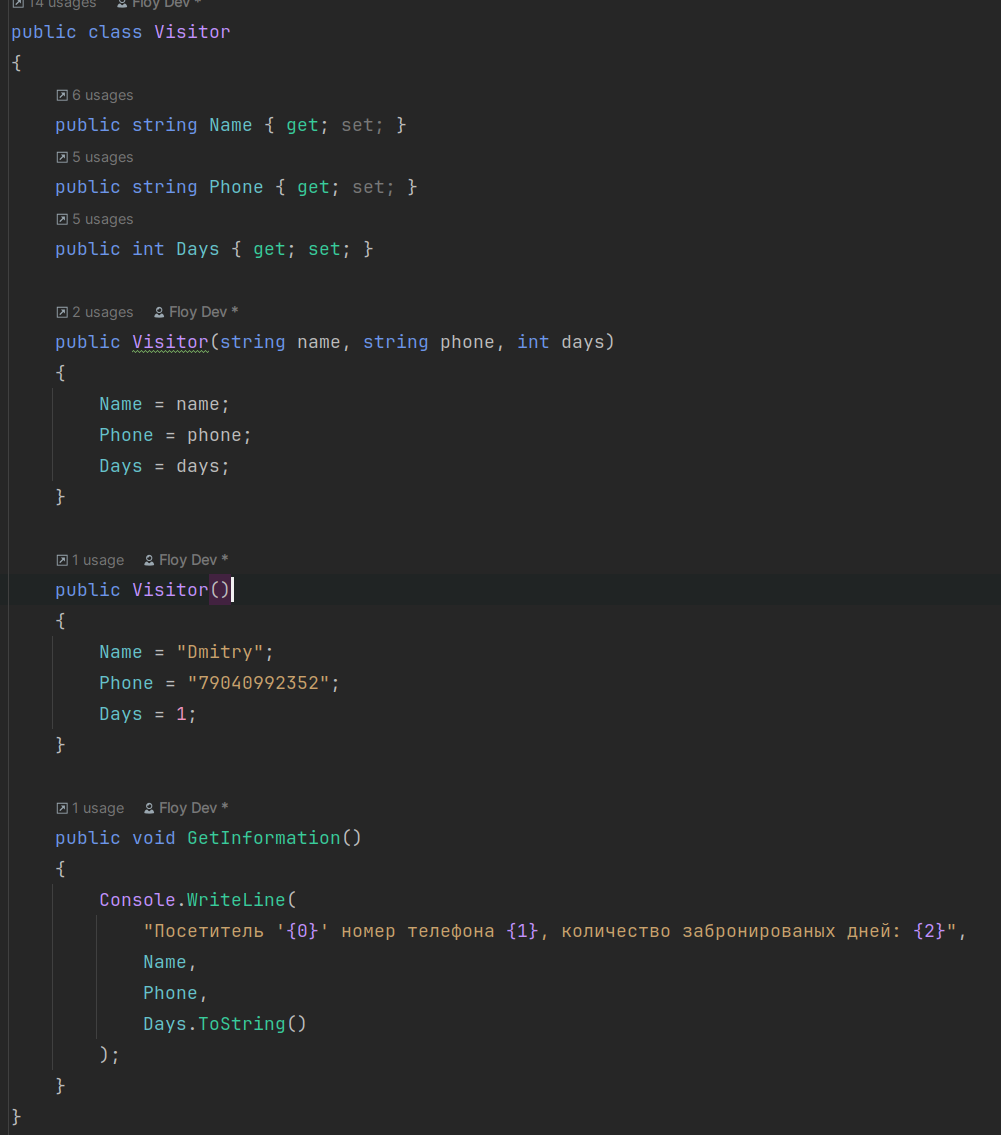 14 usages Floy Dev *
public class Visitor
{
6 usages
public string Name { get; set; }
5 usages
public string Phone { get; set; }
5 usages
public int Days { get; set; }
2 usages Floy Dev *
public Visitor(string name, string phone, int days)
{
Name = name;
Phone = phone;
Days = days;
}
1 usage Floy Dev *
public Visitor()
{
Name = "Dmitry";
Phone = "79040992352";
Days = 1;
}
1 usage Floy Dev *
public void GetInformation()
{
Console.WriteLine(
"Посетитель '{0}' номер телефона {1}, количество забронированых дней: {2}",
Name,
Phone,
Days.ToString()
);
}
}